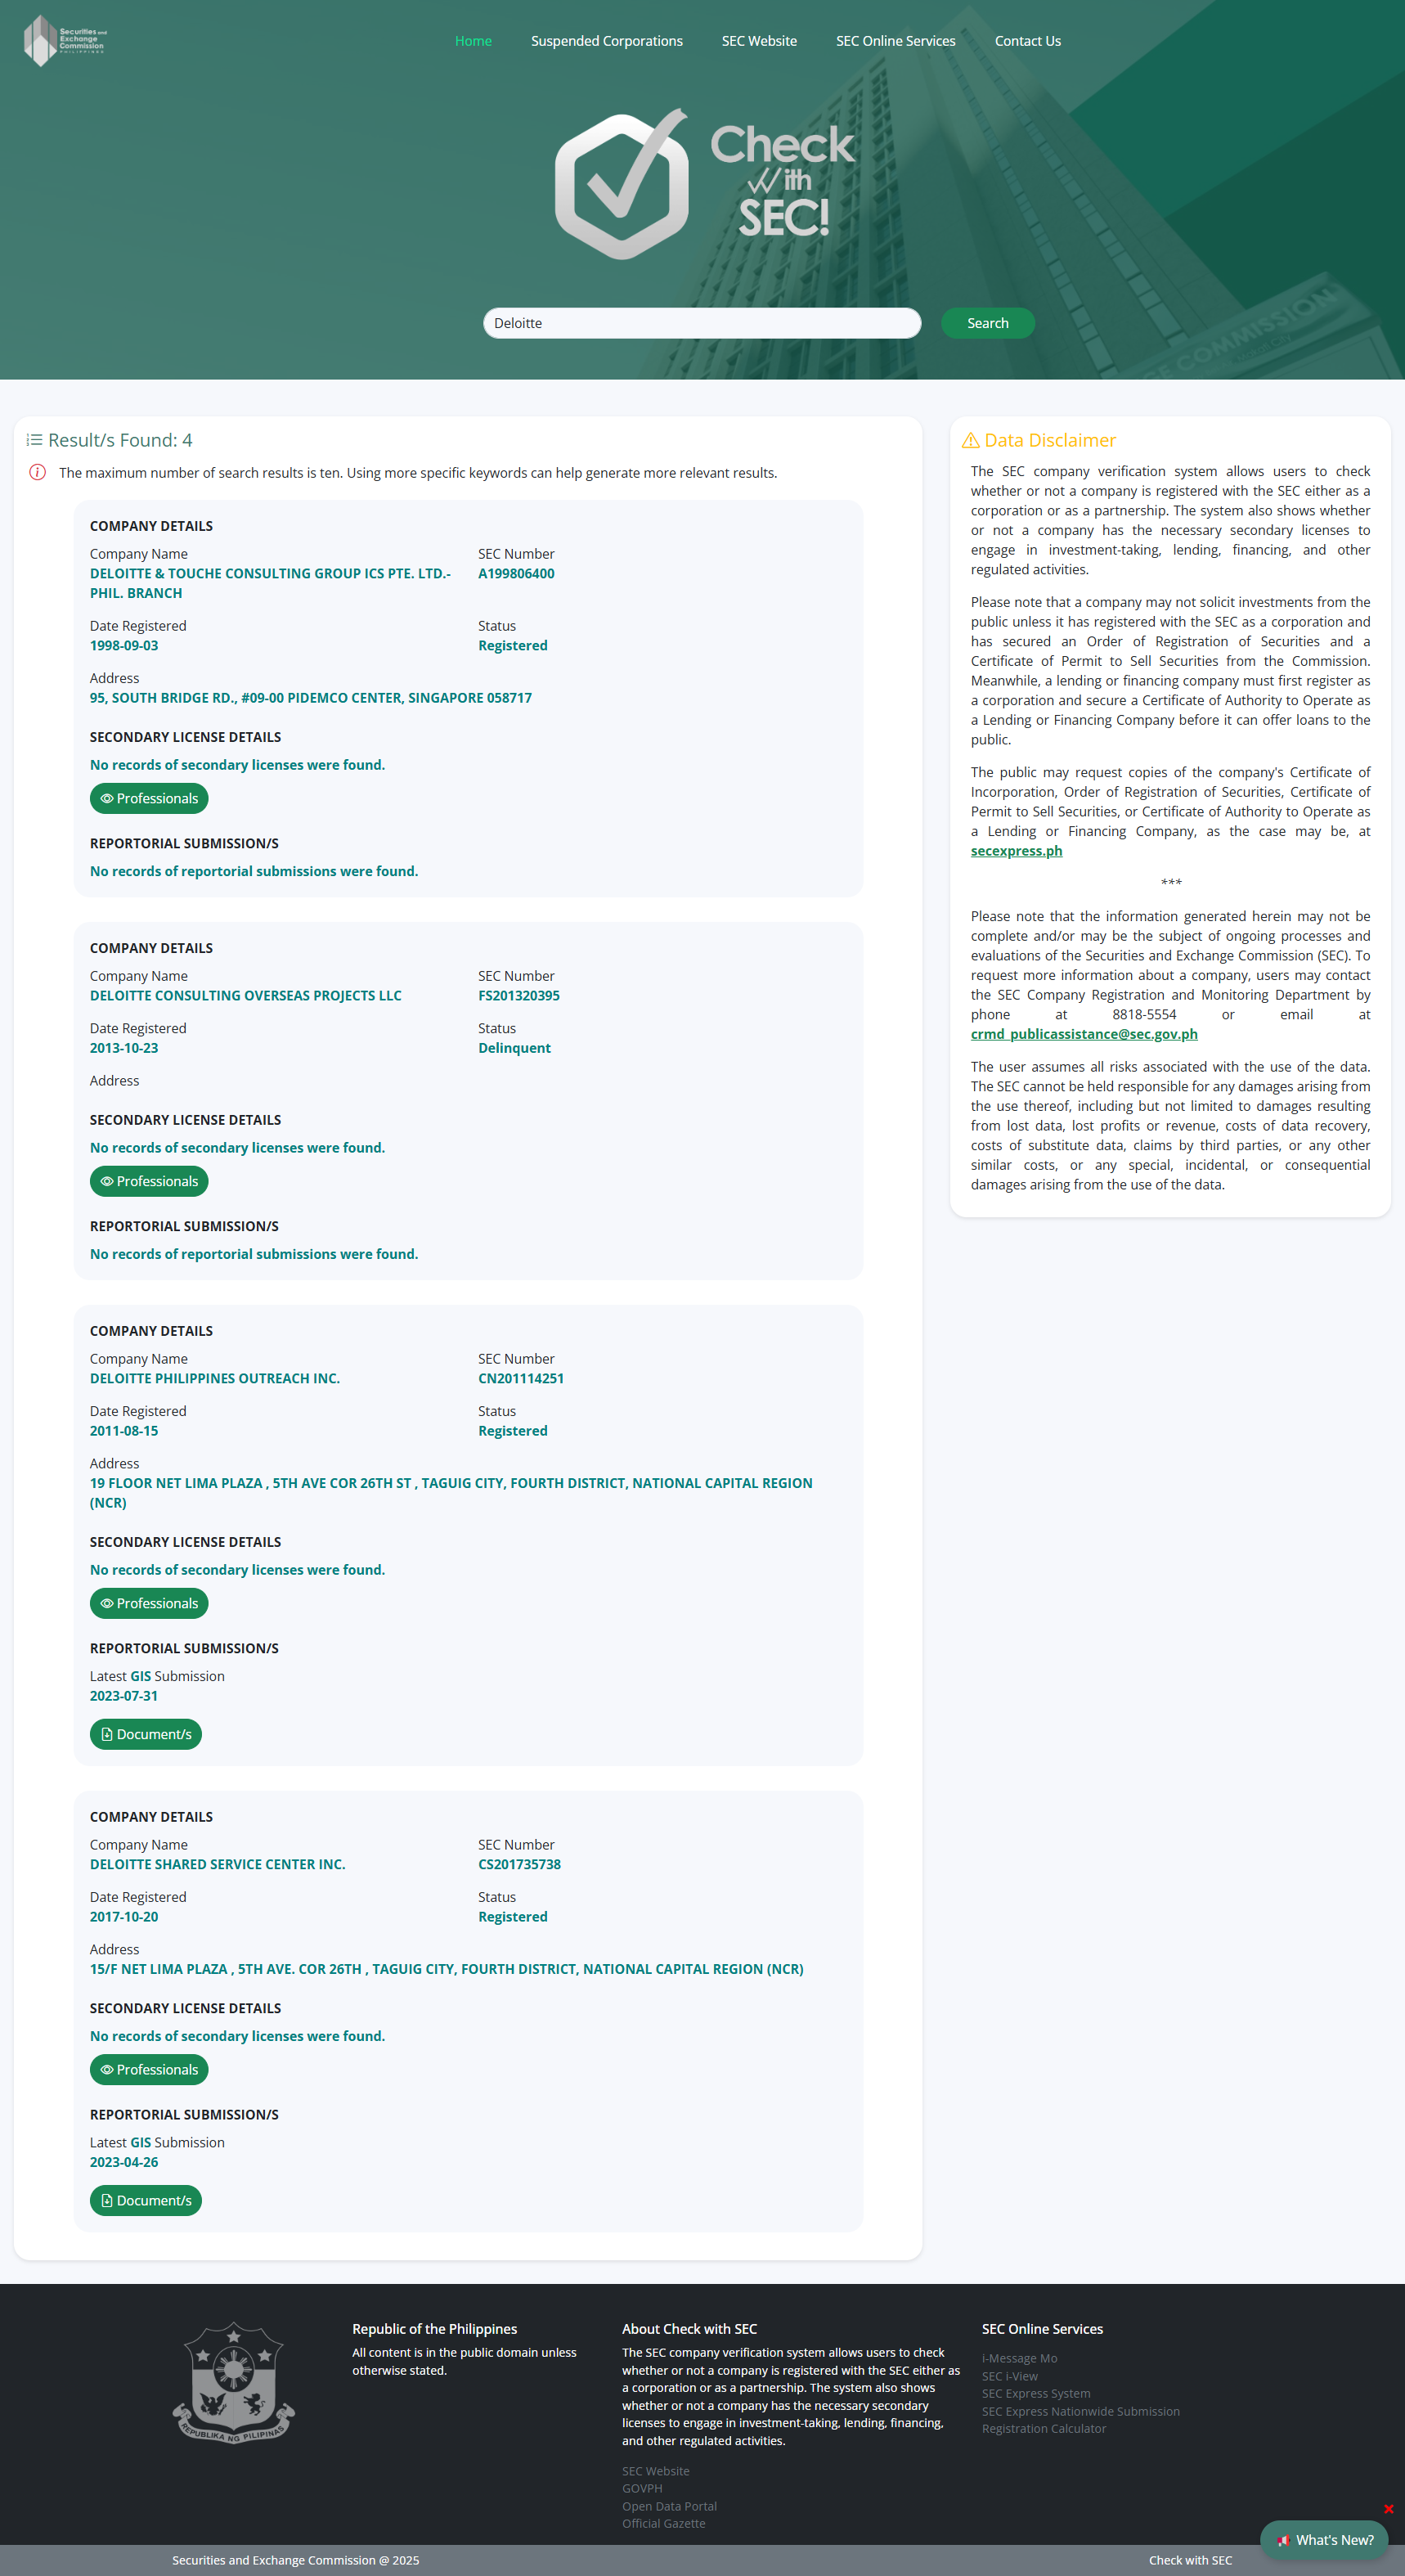 Securities and
Exchange
Commission
PHILIPPINES
Home
Suspended Corporations
SEC Website
SEC Online Services
Contact Us
Check
With
SEC!
Deloitte
Search
Result/s Found: 4
The maximum number of search results is ten. Using more specific keywords can help generate more relevant results.
COMPANY DETAILS
Company Name
DELOITTE & TOUCHE CONSULTING GROUP ICS PTE. LTD.-
PHIL. BRANCH
SEC Number
A199806400
Date Registered
1998-09-03
Status
Registered
Address
95, SOUTH BRIDGE RD., #09-00 PIDEMCO CENTER, SINGAPORE 058717
SECONDARY LICENSE DETAILS
No records of secondary licenses were found.
Professionals
REPORTORIAL SUBMISSION/S
No records of reportorial submissions were found.
COMPANY DETAILS
Company Name
DELOITTE CONSULTING OVERSEAS PROJECTS LLC
SEC Number
FS201320395
Date Registered
2013-10-23
Status
Delinquent
Address
SECONDARY LICENSE DETAILS
No records of secondary licenses were found.
Professionals
REPORTORIAL SUBMISSION/S
No records of reportorial submissions were found.
COMPANY DETAILS
Company Name
DELOITTE PHILIPPINES OUTREACH INC.
SEC Number
CN201114251
Date Registered
2011-08-15
Status
Registered
Address
19 FLOOR NET LIMA PLAZA , 5TH AVE COR 26TH ST , TAGUIG CITY, FOURTH DISTRICT, NATIONAL CAPITAL REGION
(NCR)
SECONDARY LICENSE DETAILS
No records of secondary licenses were found.
Professionals
REPORTORIAL SUBMISSION/S
Latest GIS Submission
2023-07-31
Document/s
COMPANY DETAILS
Company Name
DELOITTE SHARED SERVICE CENTER INC.
SEC Number
CS201735738
Date Registered
2017-10-20
Status
Registered
Address
15/F NET LIMA PLAZA , 5TH AVE. COR 26TH , TAGUIG CITY, FOURTH DISTRICT, NATIONAL CAPITAL REGION (NCR)
SECONDARY LICENSE DETAILS
No records of secondary licenses were found.
Professionals
REPORTORIAL SUBMISSION/S
Latest GIS Submission
2023-04-26
Document/s
Data Disclaimer
The SEC company verification system allows users to check
whether or not a company is registered with the SEC either as a
corporation or as a partnership. The system also shows whether
or not a company has the necessary secondary licenses to
engage in investment-taking, lending, financing, and other
regulated activities.
Please note that a company may not solicit investments from the
public unless it has registered with the SEC as a corporation and
has secured an Order of Registration of Securities and a
Certificate of Permit to Sell Securities from the Commission.
Meanwhile, a lending or financing company must first register as
a corporation and secure a Certificate of Authority to Operate as
a Lending or Financing Company before it can offer loans to the
public.
The public may request copies of the company's Certificate of
Incorporation, Order of Registration of Securities, Certificate of
Permit to Sell Securities, or Certificate of Authority to Operate as
a Lending or Financing Company, as the case may be, at
secexpress.ph
***
Please note that the information generated herein may not be
complete and/or may be the subject of ongoing processes and
evaluations of the Securities and Exchange Commission (SEC). To
request more information about a company, users may contact
the SEC Company Registration and Monitoring Department by
phone at 8818-5554 or email at
crmd_publicassistance@sec.gov.ph
The user assumes all risks associated with the use of the data.
The SEC cannot be held responsible for any damages arising from
the use thereof, including but not limited to damages resulting
from lost data, lost profits or revenue, costs of data recovery,
costs of substitute data, claims by third parties, or any other
similar costs, or any special, incidental, or consequential
damages arising from the use of the data.
REPUBLIKA NG PILIPINAS
Republic of the Philippines
All content is in the public domain unless
otherwise stated.
About Check with SEC
The SEC company verification system allows users to check
whether or not a company is registered with the SEC either as
a corporation or as a partnership. The system also shows
whether or not a company has the necessary secondary
licenses to engage in investment-taking, lending, financing,
and other regulated activities.
SEC Website
GOVPH
Open Data Portal
Official Gazette
SEC Online Services
i-Message Mo
SEC i-View
SEC Express System
SEC Express Nationwide Submission
Registration Calculator
What's New?
Securities and Exchange Commission @ 2025
Check with SEC